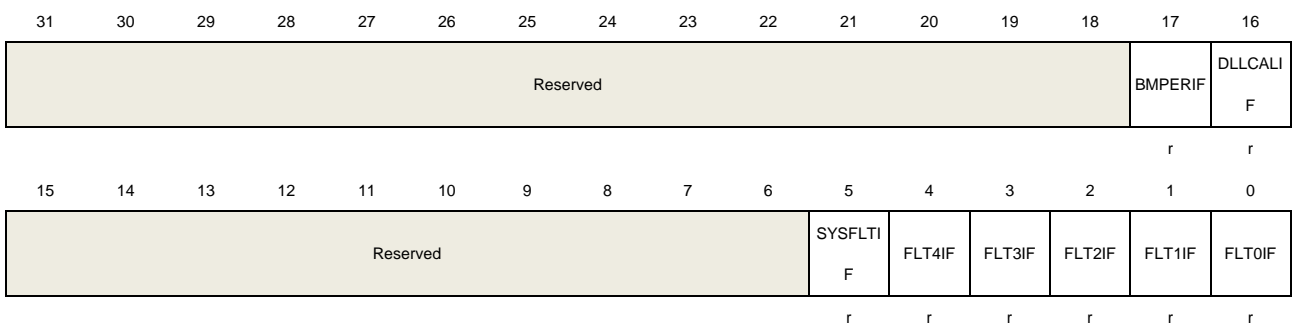 31 30 29 28 27 26 25 24 23 22 21 20 19 18 17 16
Reserved BMPERIF DLLCALI
F
r r
15 14 13 12 11 10 9 8 7 6 5 4 3 2 1 0
Reserved SYSFLTI
F FLT4IF FLT3IF FLT2IF FLT1IF FLT0IF
r r r r r r